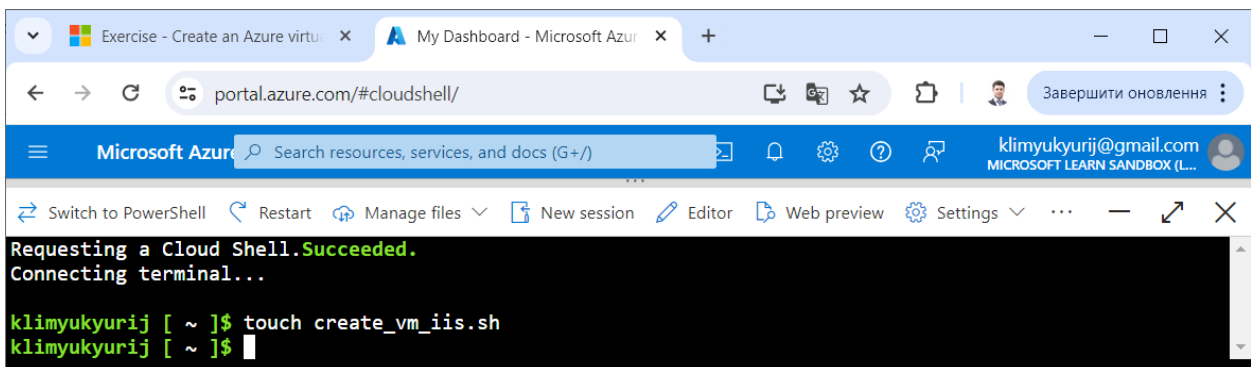 Exercise - Create an Azure virtu
My Dashboard - Microsoft Azur
portal.azure.com/#cloudshell/
Завершити оновлення
Microsoft Azure
Search resources, services, and docs (G+/)
klimyukyurij@gmail.com
MICROSOFT LEARN SANDBOX (L...
Switch to PowerShell Restart Manage files New session Editor Web preview Settings ...
Requesting a Cloud Shell.Succeeded.
Connecting terminal...
klimyukyurij [ ~ ]$ touch create_vm_iis.sh
klimyukyurij [ ~ ]$